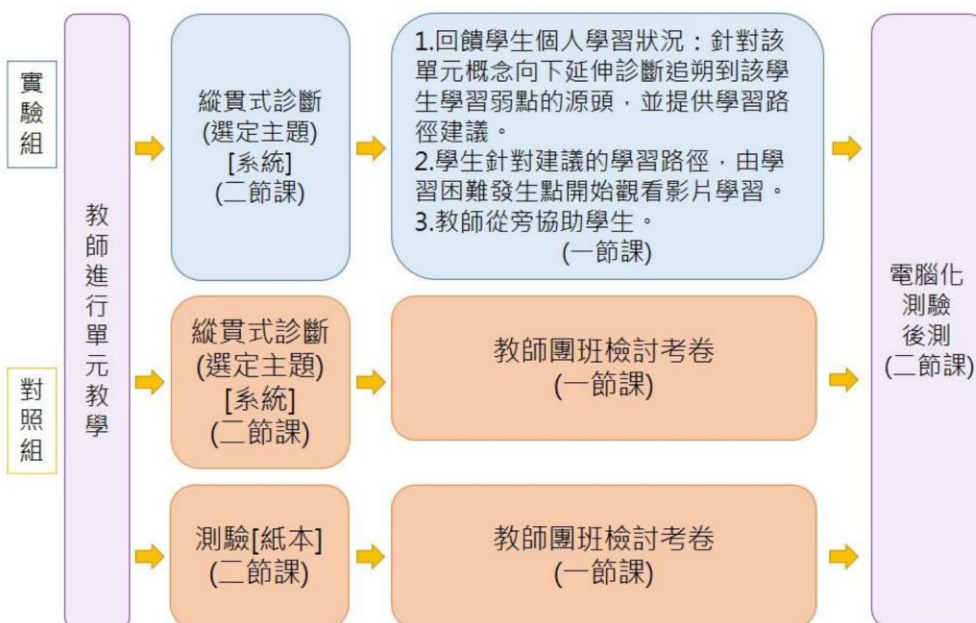 實
驗
組
對
照
組
教
師
進
行
單
元
教
學
縱貫式診斷
(選定主題)
[系統]
(二節課)
1.回饋學生個人學習狀況：針對該
單元概念向下延伸診斷追朔到該學
生學習弱點的源頭，並提供學習路
徑建議。
2.學生針對建議的學習路徑，由學
習困難發生點開始觀看影片學習。
3.教師從旁協助學生。
(一節課)
縱貫式診斷
(選定主題)
[系統]
(二節課)
教師團班檢討考卷
(一節課)
測驗[紙本]
(二節課)
教師團班檢討考卷
(一節課)
電腦化
測驗
後測
(二節課)